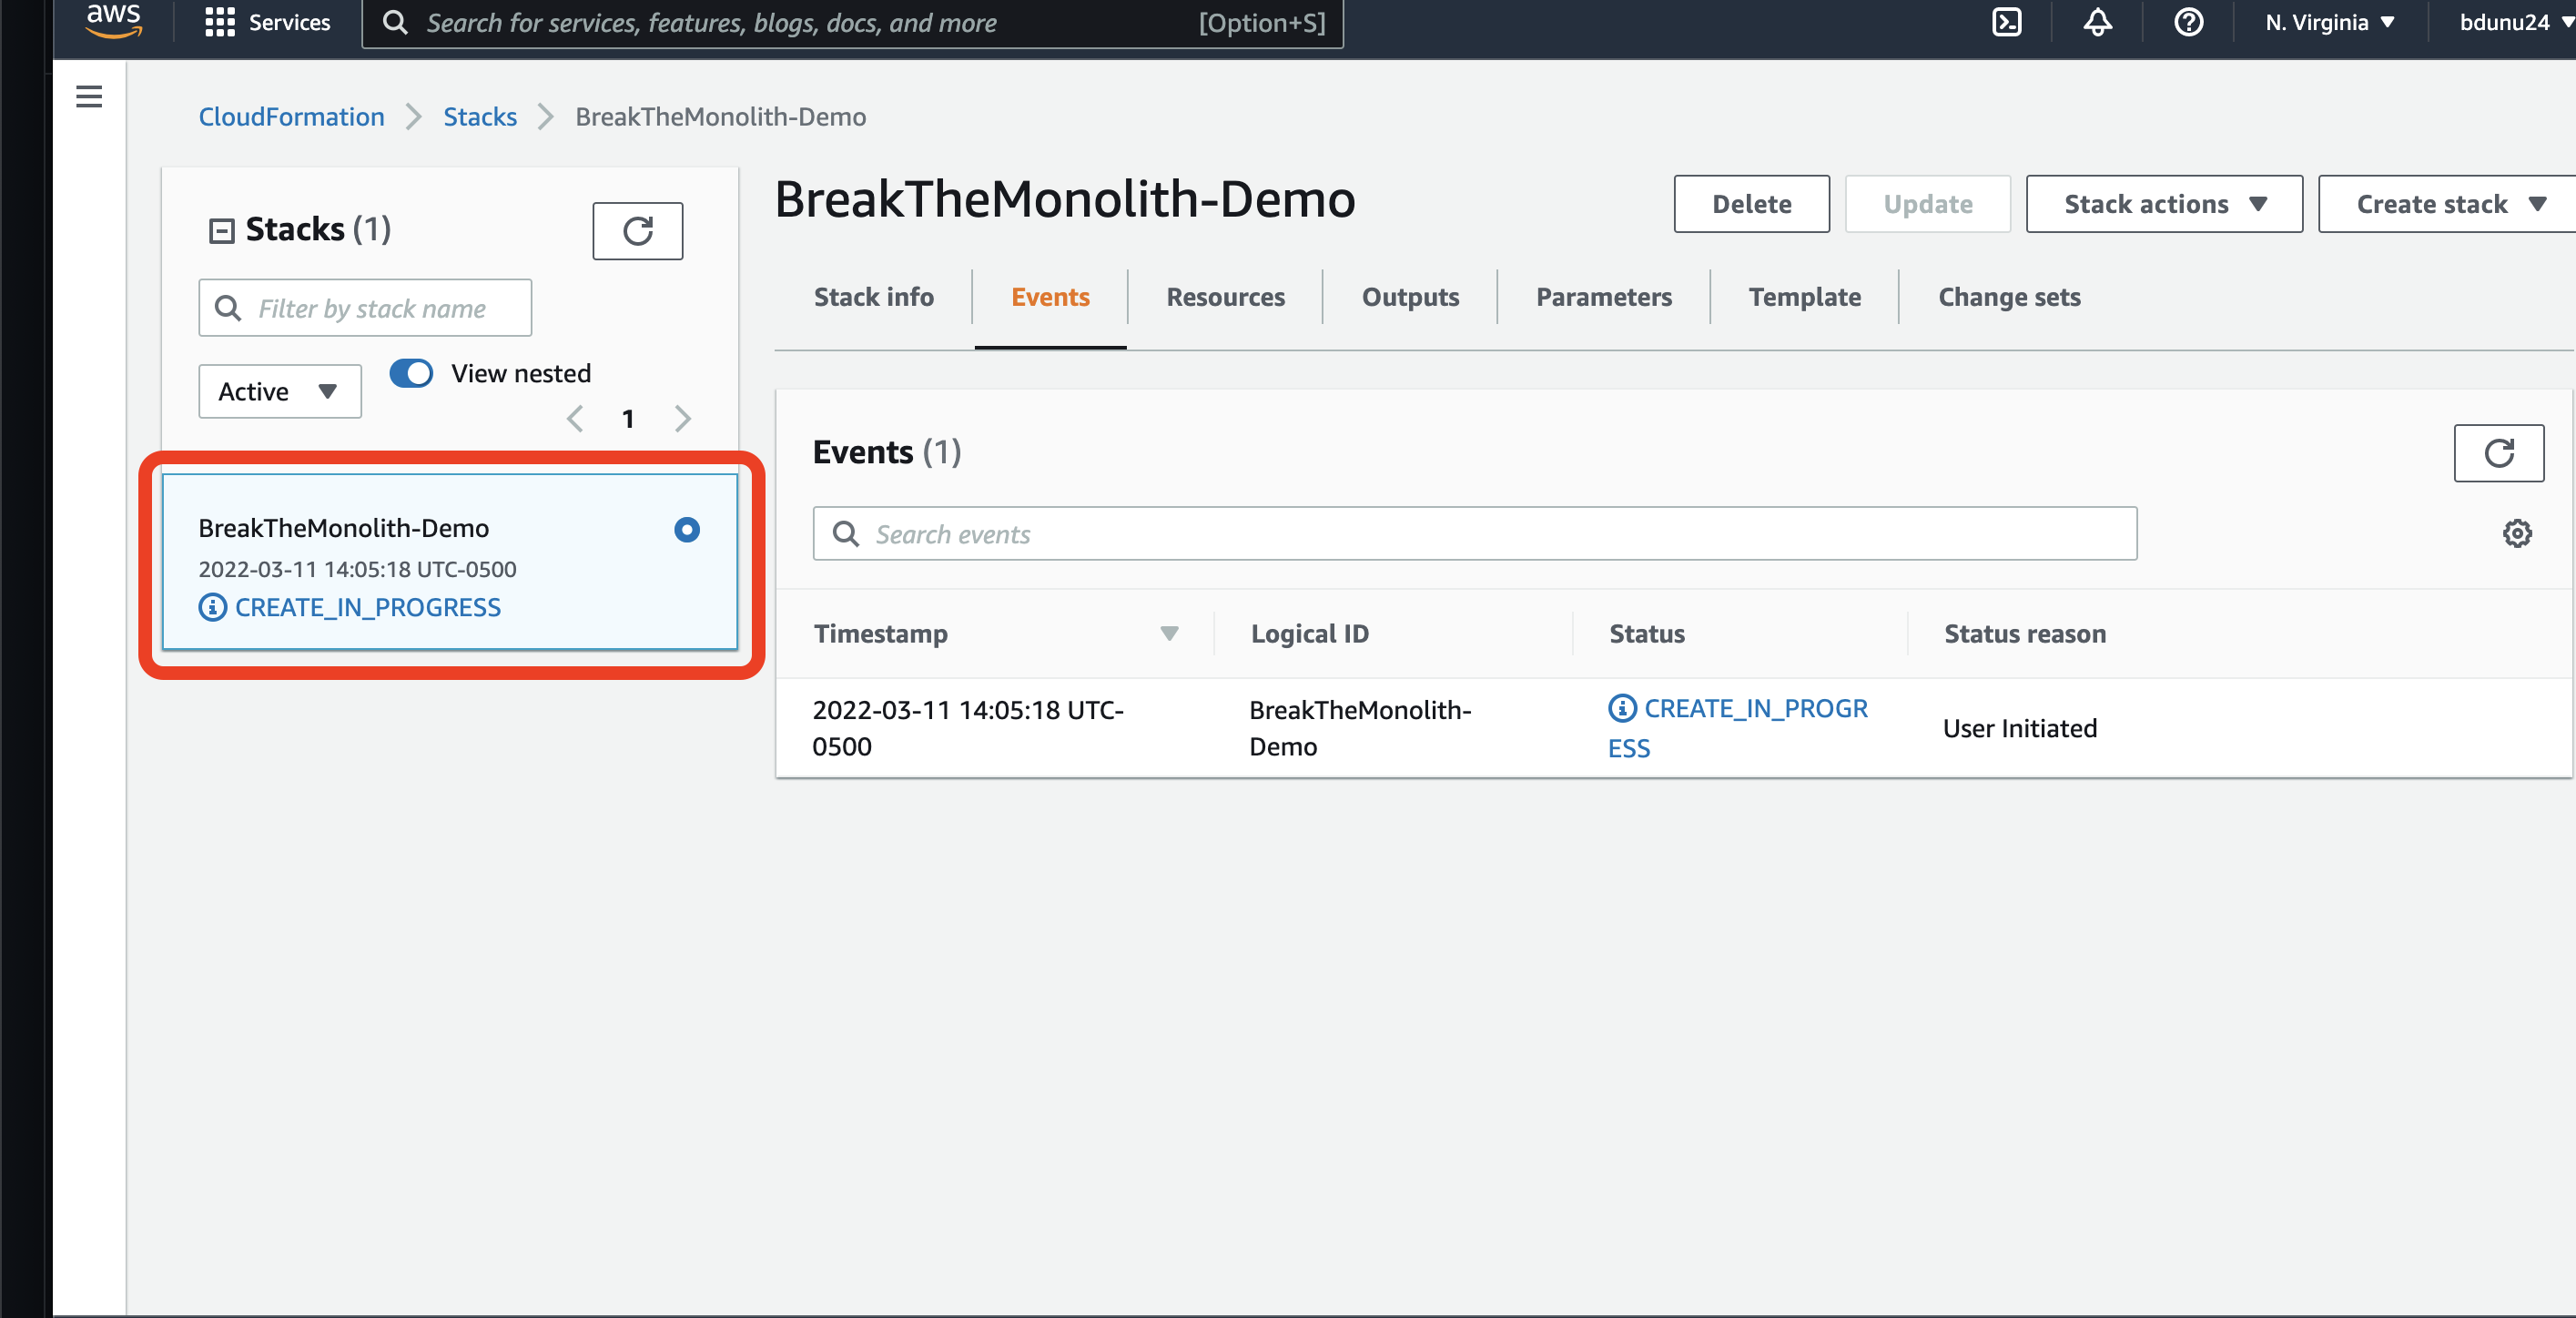 aws
Services
Search for services, features, blogs, docs, and more
[Option+S]
N. Virginia
bdunu24
CloudFormation
Stacks
BreakTheMonolith-Demo
Stacks (1)
Filter by stack name
Active
View nested
1
BreakTheMonolith-Demo
2022-03-11 14:05:18 UTC-0500
CREATE_IN_PROGRESS
BreakTheMonolith-Demo
Delete
Update
Stack actions
Create stack
Stack info
Events
Resources
Outputs
Parameters
Template
Change sets
Events (1)
Search events
Timestamp
Logical ID
Status
Status reason
2022-03-11 14:05:18 UTC-
0500
BreakTheMonolith-
Demo
CREATE_IN_PROGR
ESS
User Initiated